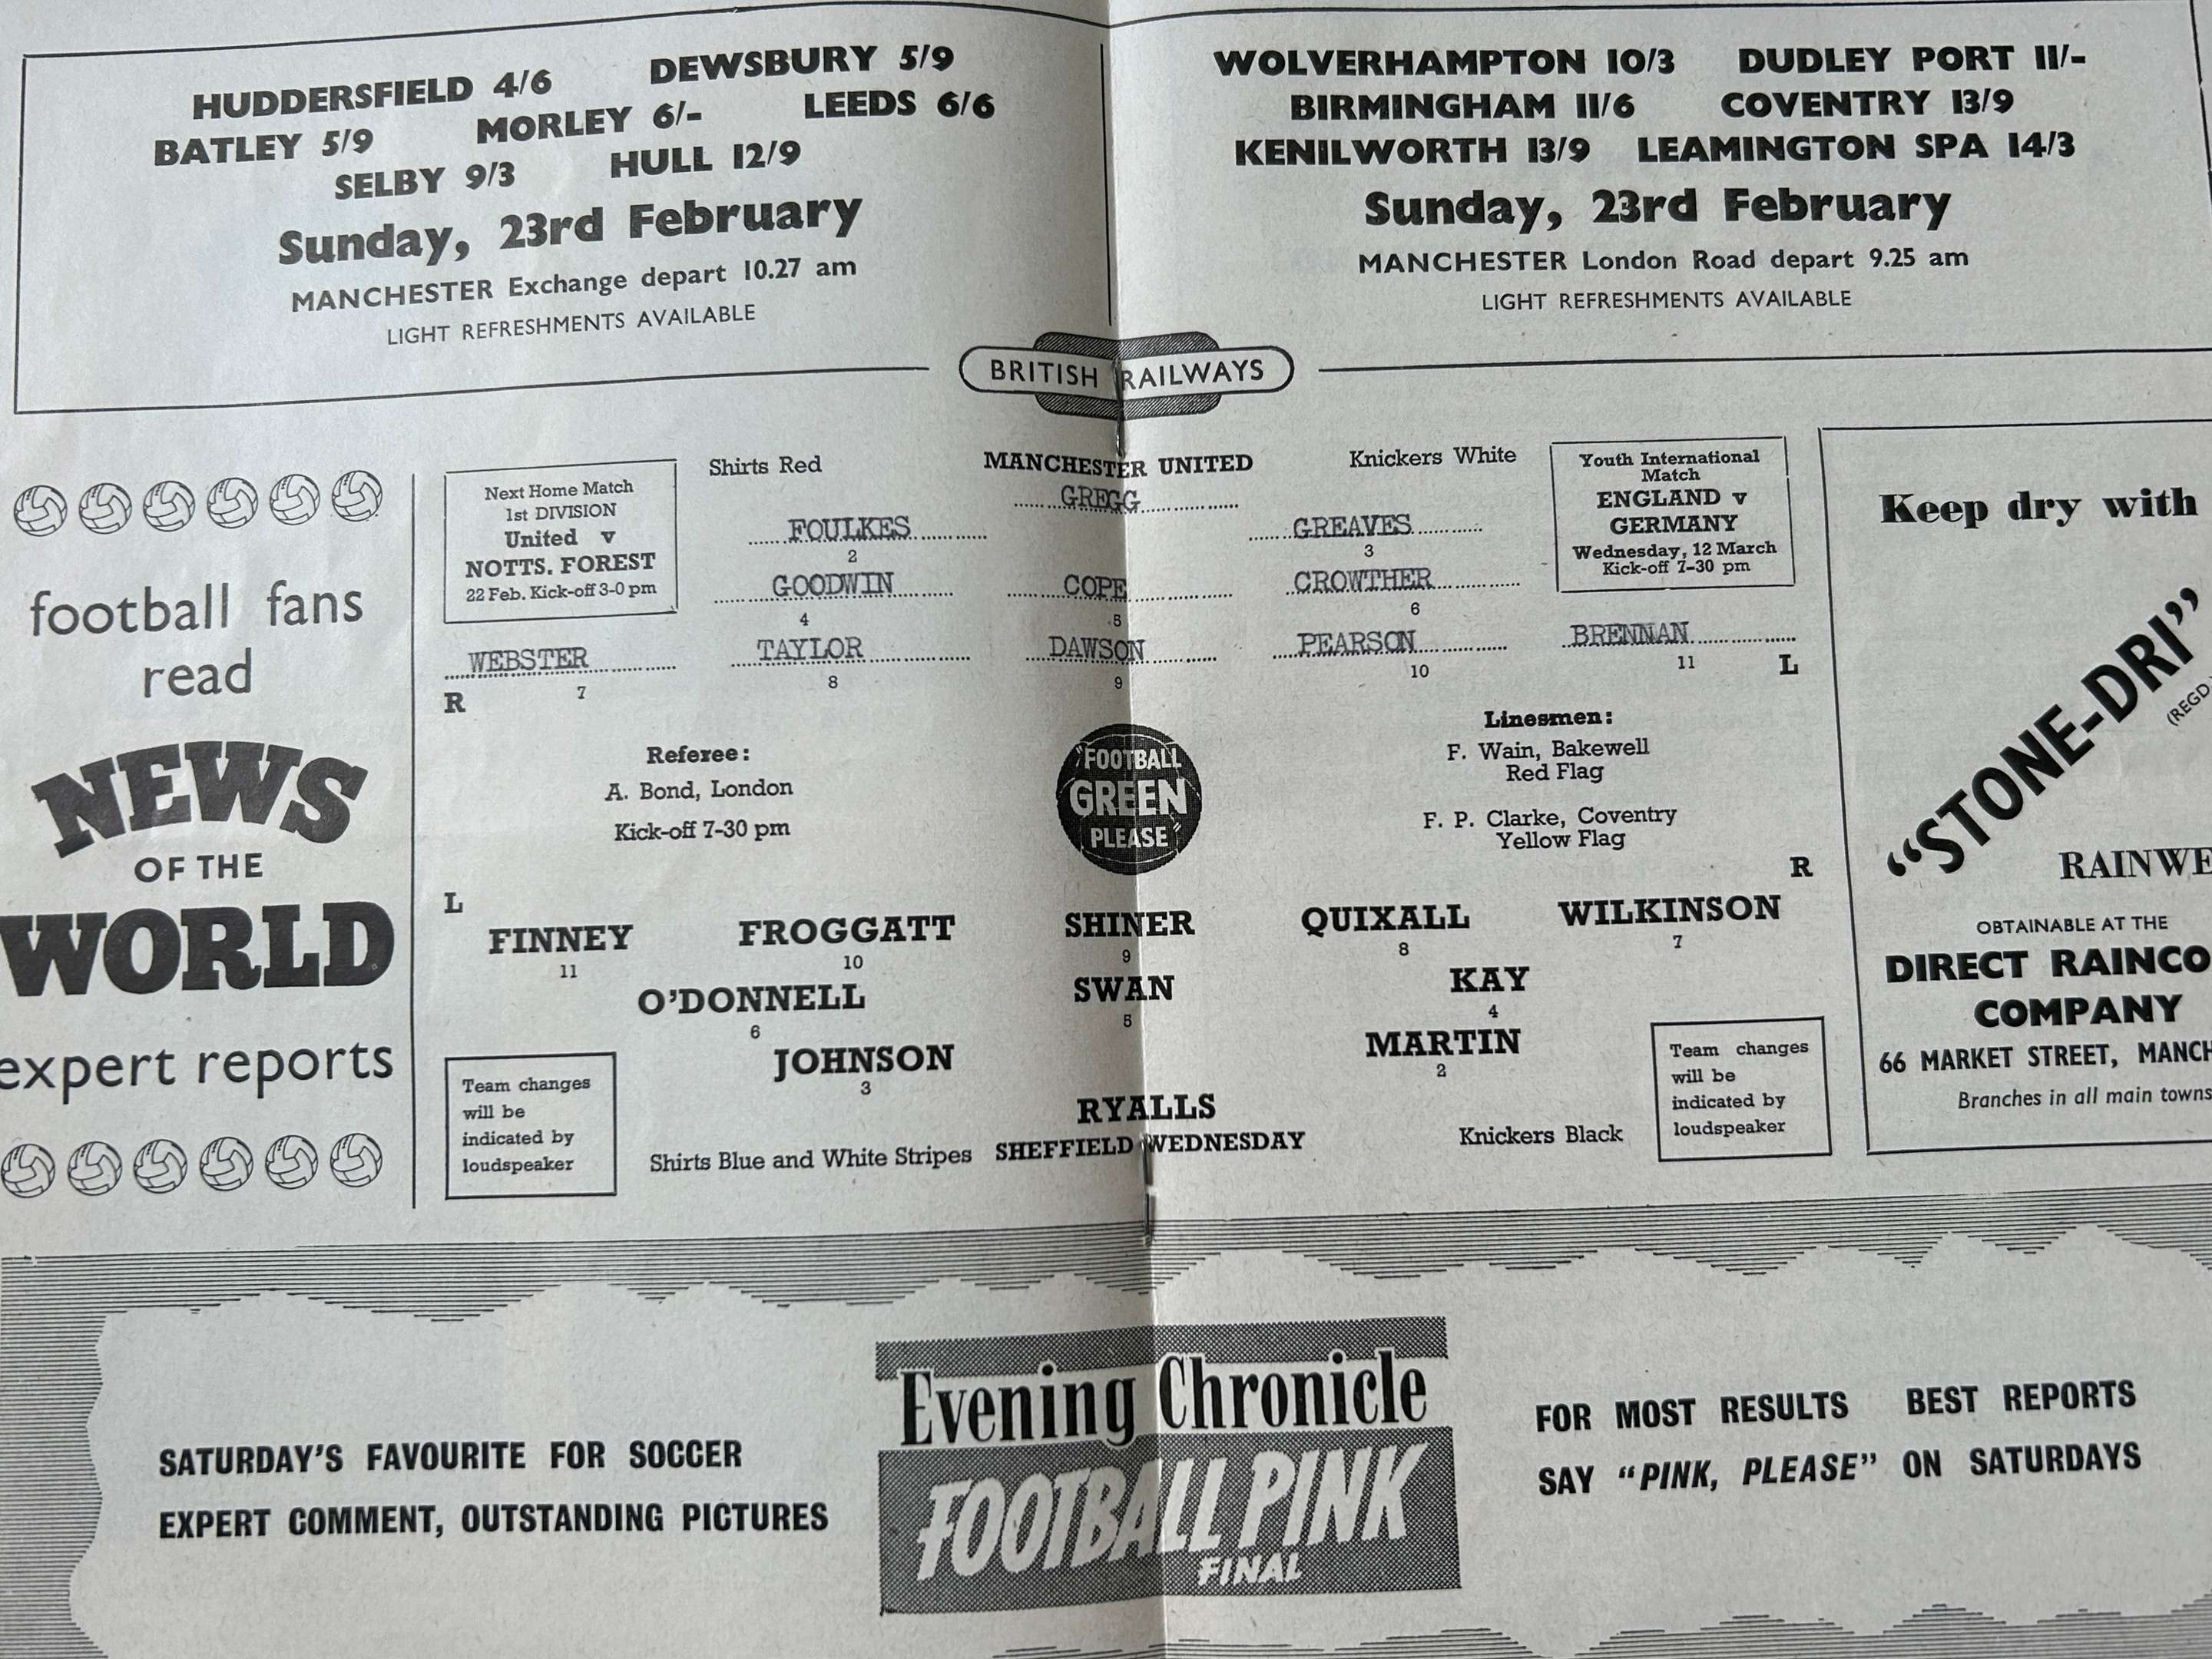 HUDDERSFIELD 4/6 DEWSBURY 5/9
BATLEY 5/9 MORLEY 6/- LEEDS 6/6
SELBY 9/3 HULL 12/9
Sunday, 23rd February
MANCHESTER Exchange depart 10.27 am
LIGHT REFRESHMENTS AVAILABLE
WOLVERHAMPTON 10/3 DUDLEY PORT 11/-
BIRMINGHAM 11/6 COVENTRY 13/9
KENILWORTH 13/9 LEAMINGTON SPA 14/3
Sunday, 23rd February
MANCHESTER London Road depart 9.25 am
LIGHT REFRESHMENTS AVAILABLE
BRITISH RAILWAYS
football fans
read
NEWS
OF THE
WORLD
expert reports
Next Home Match
1st DIVISION
United v
NOTTS. FOREST
22 Feb. Kick-off 3-0 pm
Shirts Red MANCHESTER UNITED Knickers White
GREGG
FOULKES GREAVES
2 3
GOODWIN COPE CROWTHER
4 5 6
WEBSTER TAYLOR DAWSON PEARSON BRENNAN
R 7 8 9 10 11 L
Youth International
Match
ENGLAND v
GERMANY
Wednesday, 12 March
Kick-off 7-30 pm
Referee:
A. Bond, London
Kick-off 7-30 pm
"FOOTBALL
GREEN
PLEASE"
Linesmen:
F. Wain, Bakewell
Red Flag
F. P. Clarke, Coventry
Yellow Flag
L R
FINNEY FROGGATT SHINER QUIXALL WILKINSON
11 10 9 8 7
O'DONNELL SWAN KAY
6 5 4
JOHNSON MARTIN
3 2
RYALLS
Shirts Blue and White Stripes SHEFFIELD WEDNESDAY Knickers Black
Team changes
will be
indicated by
loudspeaker
Team changes
will be
indicated by
loudspeaker
Keep dry with
"STONE-DRI"
(REGD
RAINWE
OBTAINABLE AT THE
DIRECT RAINCO
COMPANY
66 MARKET STREET, MANCH
Branches in all main towns
SATURDAY'S FAVOURITE FOR SOCCER
EXPERT COMMENT, OUTSTANDING PICTURES
Evening Chronicle
FOOTBALL PINK
FINAL
FOR MOST RESULTS BEST REPORTS
SAY "PINK, PLEASE" ON SATURDAYS